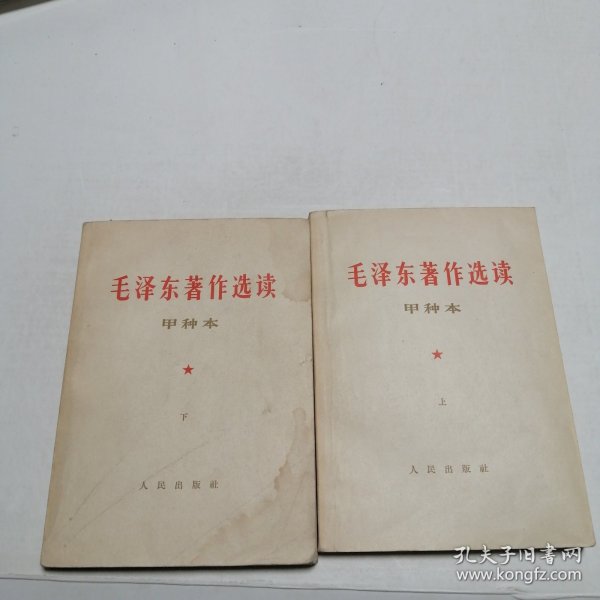 毛泽东著作选读
甲种本
下
人民出版社
毛泽东著作选读
甲种本
上
人民出版社
孔夫子旧书网
www.kongfz.com